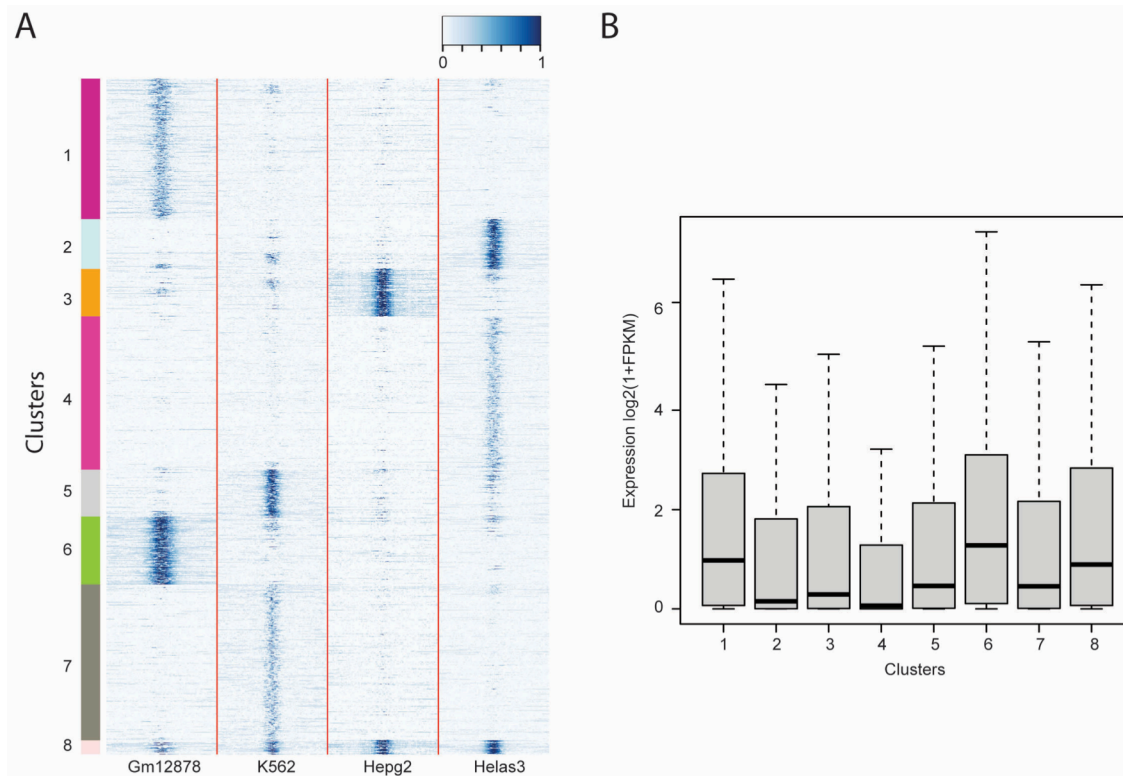 A
0 1
Clusters
1
2
3
4
5
6
7
8
Gm12878 K562 Hepg2 Helas3
B
Expression log2(1+FPKM)
6
4
2
0
1 2 3 4 5 6 7 8
Clusters